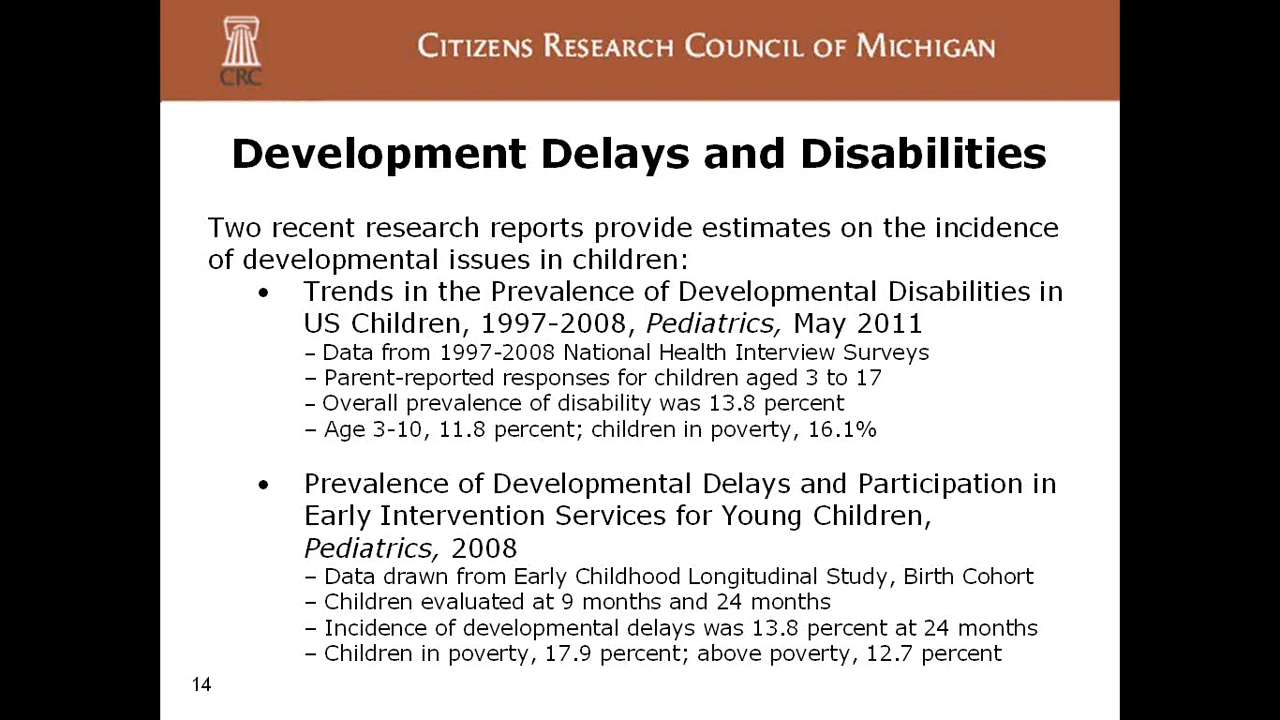 CRC
CITIZENS RESEARCH COUNCIL OF MICHIGAN
Development Delays and Disabilities
Two recent research reports provide estimates on the incidence
of developmental issues in children:
• Trends in the Prevalence of Developmental Disabilities in
US Children, 1997-2008, Pediatrics, May 2011
– Data from 1997-2008 National Health Interview Surveys
– Parent-reported responses for children aged 3 to 17
– Overall prevalence of disability was 13.8 percent
– Age 3-10, 11.8 percent; children in poverty, 16.1%
• Prevalence of Developmental Delays and Participation in
Early Intervention Services for Young Children,
Pediatrics, 2008
– Data drawn from Early Childhood Longitudinal Study, Birth Cohort
– Children evaluated at 9 months and 24 months
– Incidence of developmental delays was 13.8 percent at 24 months
– Children in poverty, 17.9 percent; above poverty, 12.7 percent
14